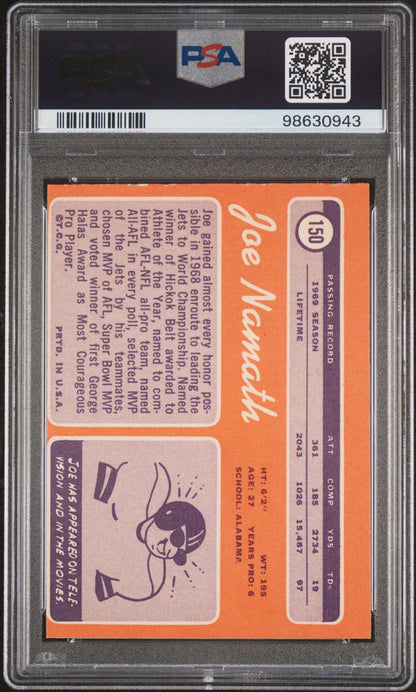 PSA
PSA
98630943
150
PASSING RECORD ATT. COMP. YDS. TDs
1969 SEASON 361 185 2734 19
LIFETIME 2043 1026 15,487 97
Joe Namath
HT: 6'2" WT: 195
AGE: 27 YEARS PRO: 6
SCHOOL: ALABAMA
Joe gained almost every honor pos-
sible in 1968 enroute to leading the
Jets to World Championship. Named
winner of Hickok Belt awarded to
Athlete of the Year, named to com-
bined AFL-NFL all-pro team, named
All-AFL in every poll, selected MVP
of the Jets by his teammates,
chosen MVP of AFL, Super Bowl MVP
and voted winner of first George
Halas Award as Most Courageous
Pro Player.
©T.C.G. PRTD. IN U.S.A.
JOE HAS APPEARED ON TELE-
VISION AND IN THE MOVIES.